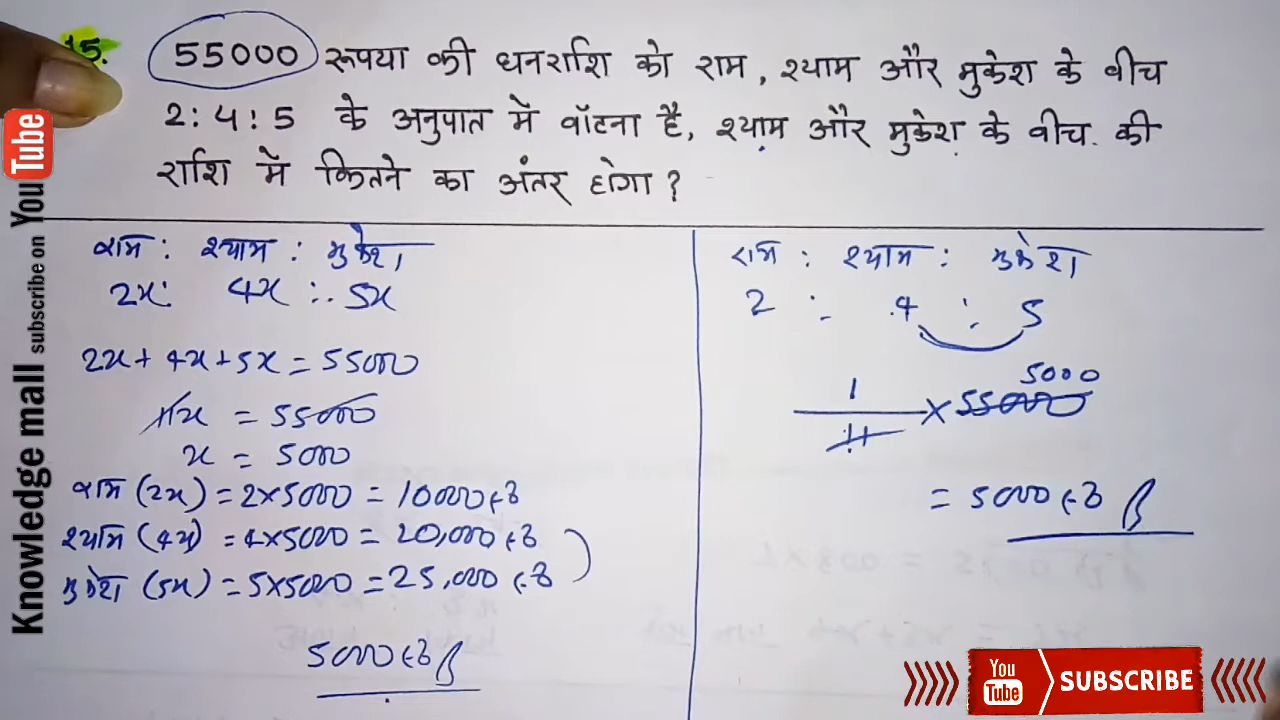 15. 55000 रूपया की धनराशि को राम, श्याम और मुकेश के बीच
2 : 4 : 5 के अनुपात में बाँटना है, श्याम और मुकेश के बीच. की
राशि में कितने का अंतर होगा ?
राम : श्याम : मुकेश
2x : 4x : 5x
2x + 4x + 5x = 55000
11x = 55000
x = 5000
राम (2x) = 2×5000 = 10000 रु
श्याम (4x) = 4×5000 = 20,000 रु
मुकेश (5x) = 5×5000 = 25,000 रु
5000 रु
राम : श्याम : मुकेश
2 : 4 : 5
5000
1
× 55000
11
= 5000 रु
Knowledge mall subscribe on YouTube
YouTube SUBSCRIBE